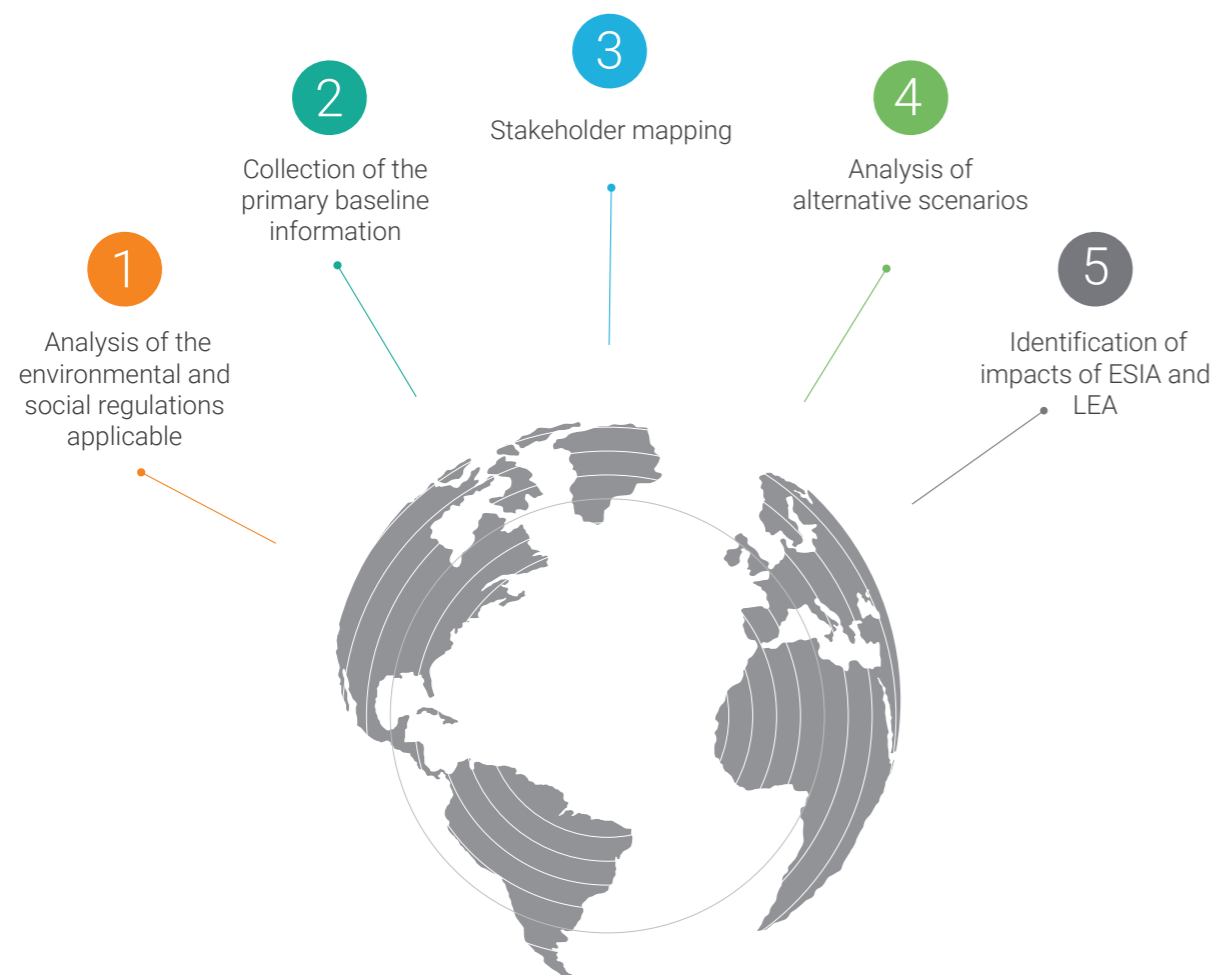 1
Analysis of the
environmental and
social regulations
applicable
2
Collection of the
primary baseline
information
3
Stakeholder mapping
4
Analysis of
alternative scenarios
5
Identification of
impacts of ESIA and
LEA